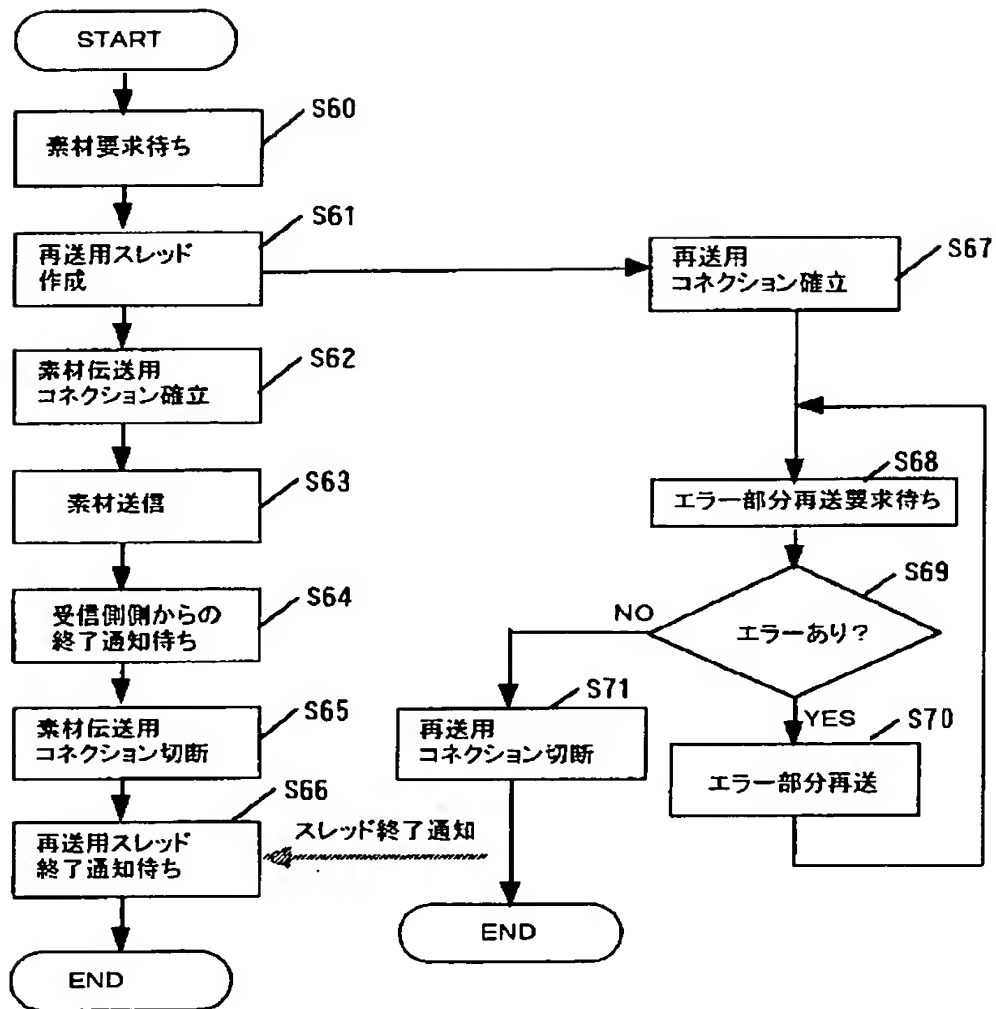 START
S60
素材要求待ち
S61
再送用スレッド
作成
S62
素材伝送用
コネクション確立
S63
素材送信
S64
受信側側からの
終了通知待ち
S65
素材伝送用
コネクション切断
S66
再送用スレッド
終了通知待ち
END
S67
再送用
コネクション確立
S68
エラー部分再送要求待ち
S69
エラーあり?
NO
YES
S70
エラー部分再送
S71
再送用
コネクション切断
スレッド終了通知
END